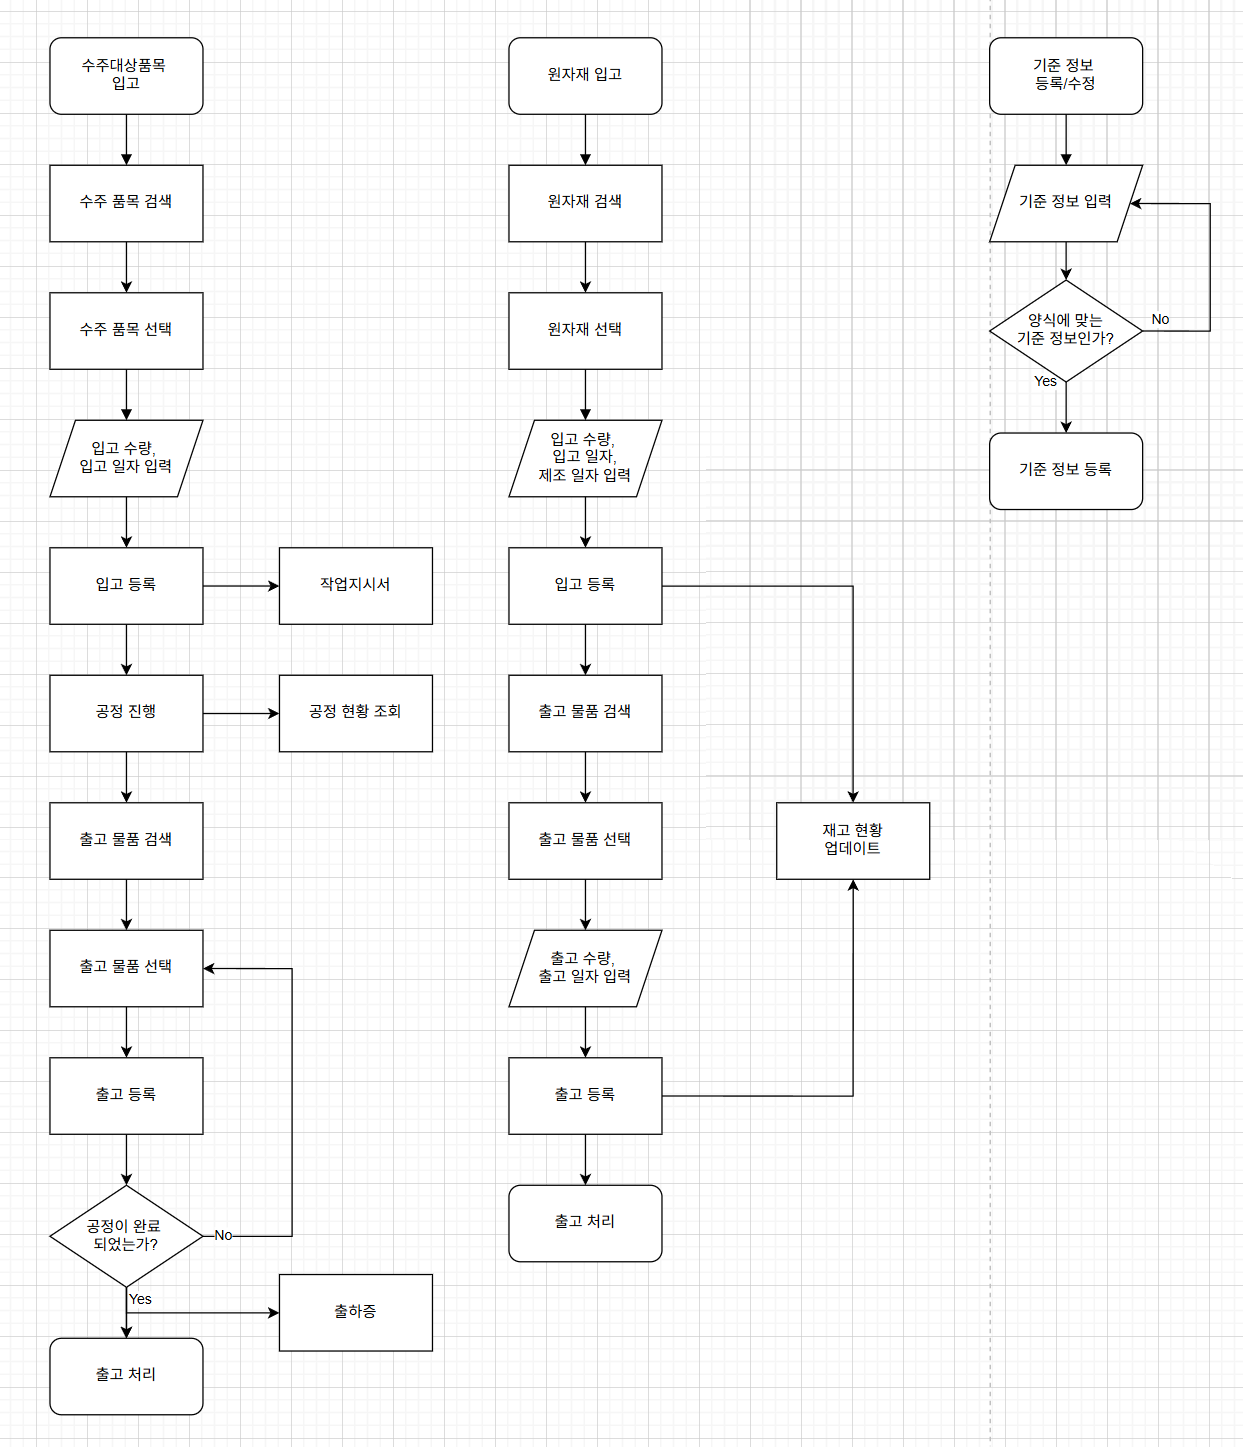 수주대상품목
입고
수주 품목 검색
수주 품목 선택
입고 수량,
입고 일자 입력
입고 등록
작업지시서
공정 진행
공정 현황 조회
출고 물품 검색
출고 물품 선택
출고 등록
공정이 완료
되었는가?
No
Yes
출하증
출고 처리
원자재 입고
원자재 검색
원자재 선택
입고 수량,
입고 일자,
제조 일자 입력
입고 등록
출고 물품 검색
출고 물품 선택
출고 수량,
출고 일자 입력
출고 등록
출고 처리
재고 현황
업데이트
기준 정보
등록/수정
기준 정보 입력
양식에 맞는
기준 정보인가?
No
Yes
기준 정보 등록